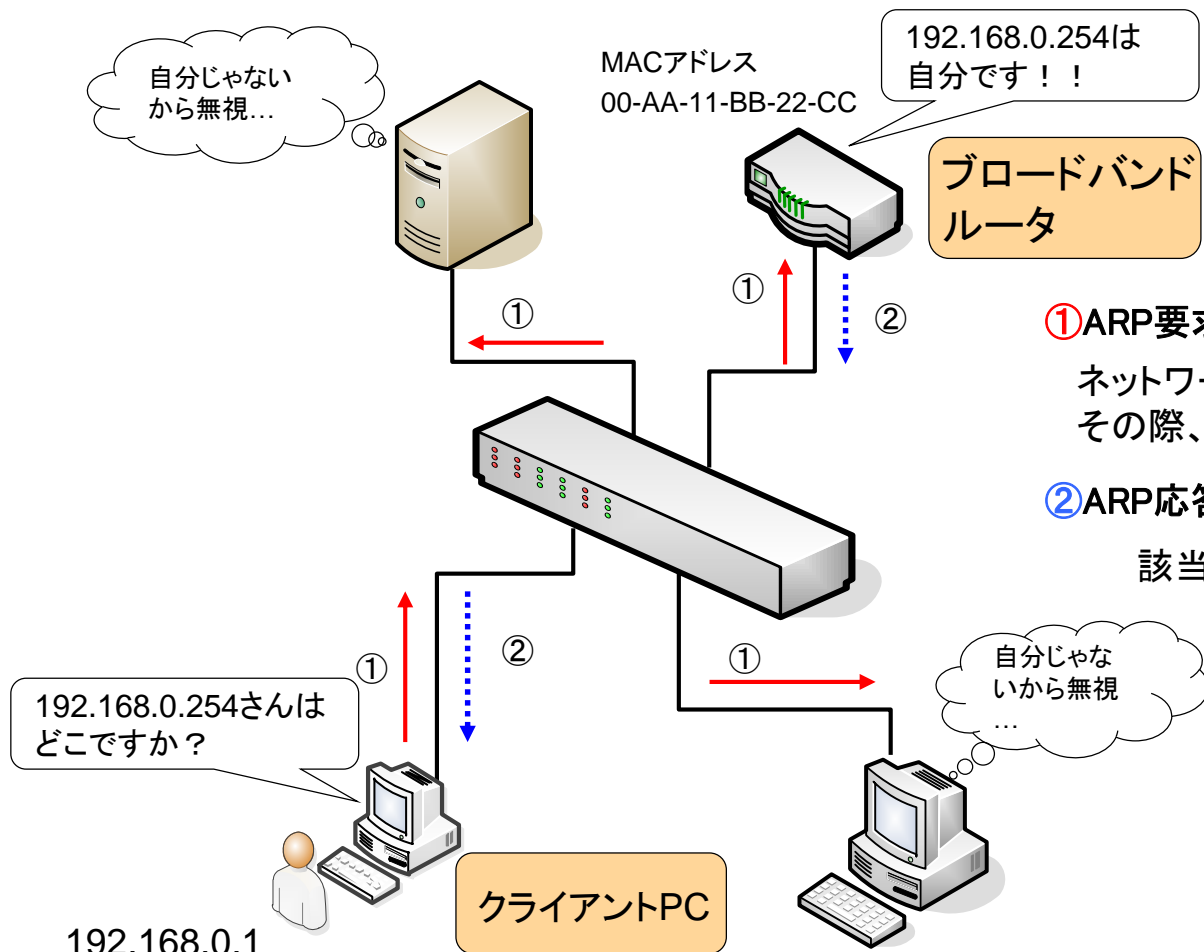 自分じゃない
から無視…
MACアドレス
00-AA-11-BB-22-CC
192.168.0.254は
自分です！！
ブロードバンド
ルータ
①
①
②
①ARP要求
ネットワー
その際、
②ARP応答
該当
①
②
①
自分じゃな
いから無視
…
192.168.0.254さんは
どこですか？
クライアントPC
192.168.0.1